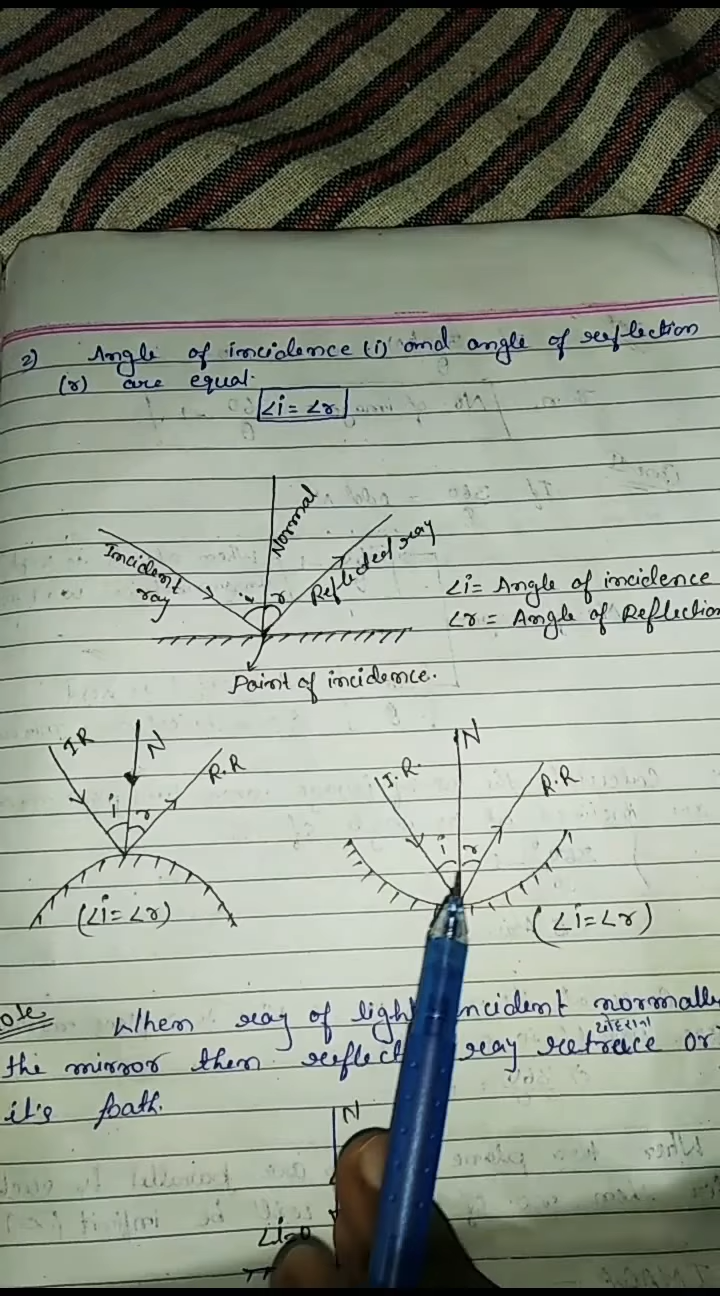 2) Angle of incidence (i) and angle of reflection
(r) are equal.
∠i = ∠r
Normal
Incident
ray
i
r
Reflected ray
∠i = Angle of incidence
∠r = Angle of Reflection
Point of incidence.
I.R
N
R.R
i
r
(∠i = ∠r)
I.R.
N
R.R
i
r
(∠i = ∠r)
When ray of light incident normally
the mirror then reflect ray retrace or
it's path.
N
∠i=0